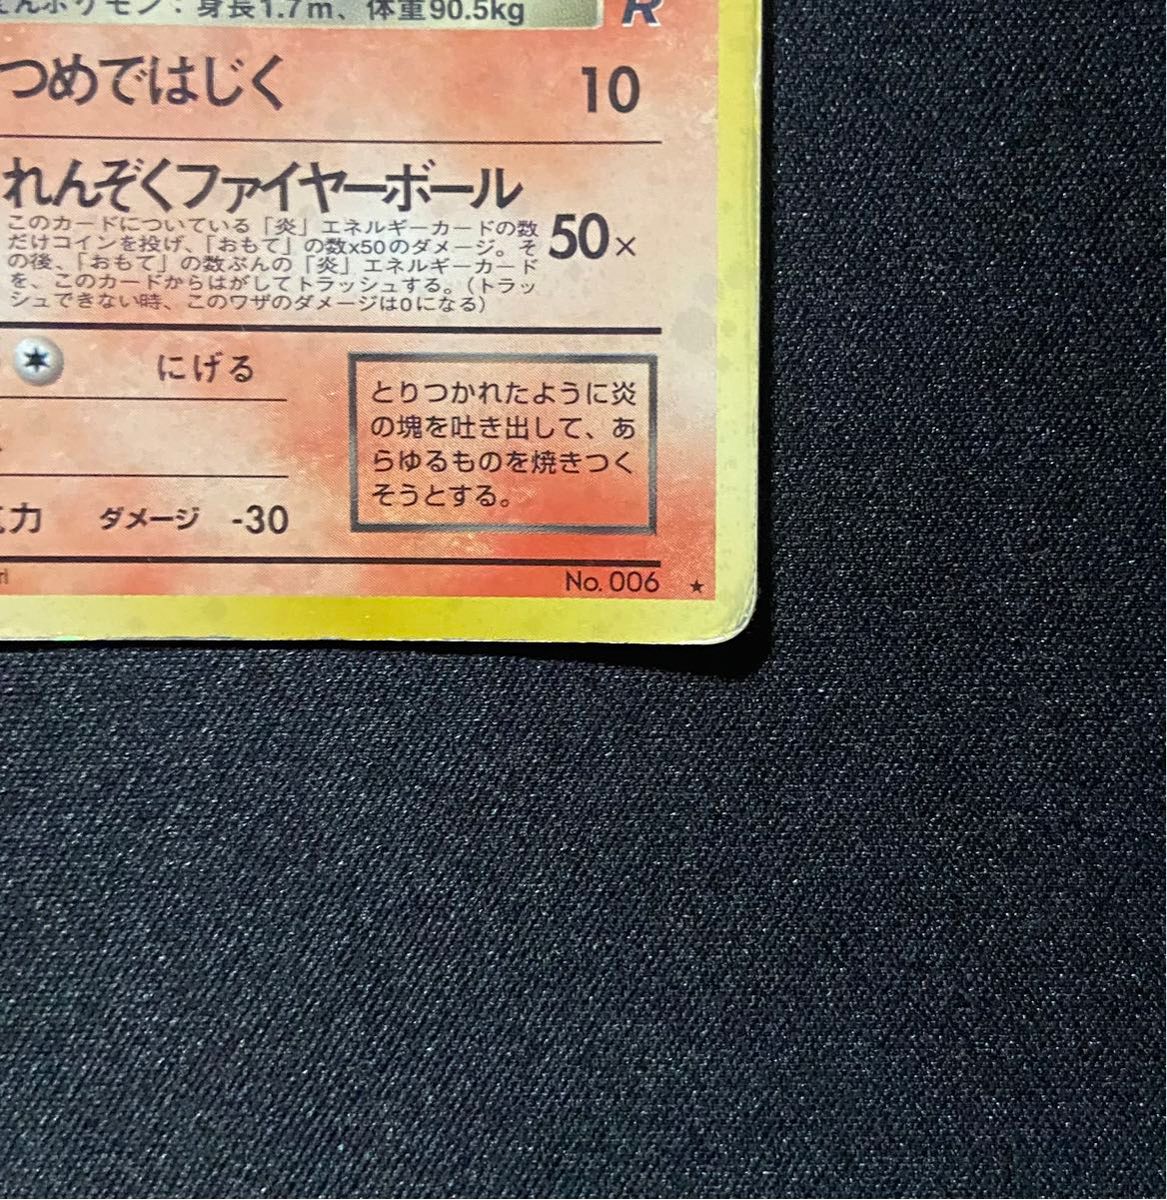 えんポケモン：身長1.7m、体重90.5kg R
つめではじく 10
れんぞくファイヤーボール
このカードについている「炎」エネルギーカードの数
だけコインを投げ、「おもて」の数x50のダメージ。そ
の後、「おもて」の数ぶんの「炎」エネルギーカード
を、このカードからはがしてトラッシュする。（トラッ
シュできない時、このワザのダメージは0になる）
50×
にげる
とりつかれたように炎
の塊を吐き出して、あ
らゆるものを焼きつく
そうとする。
力 ダメージ -30
No. 006 ★